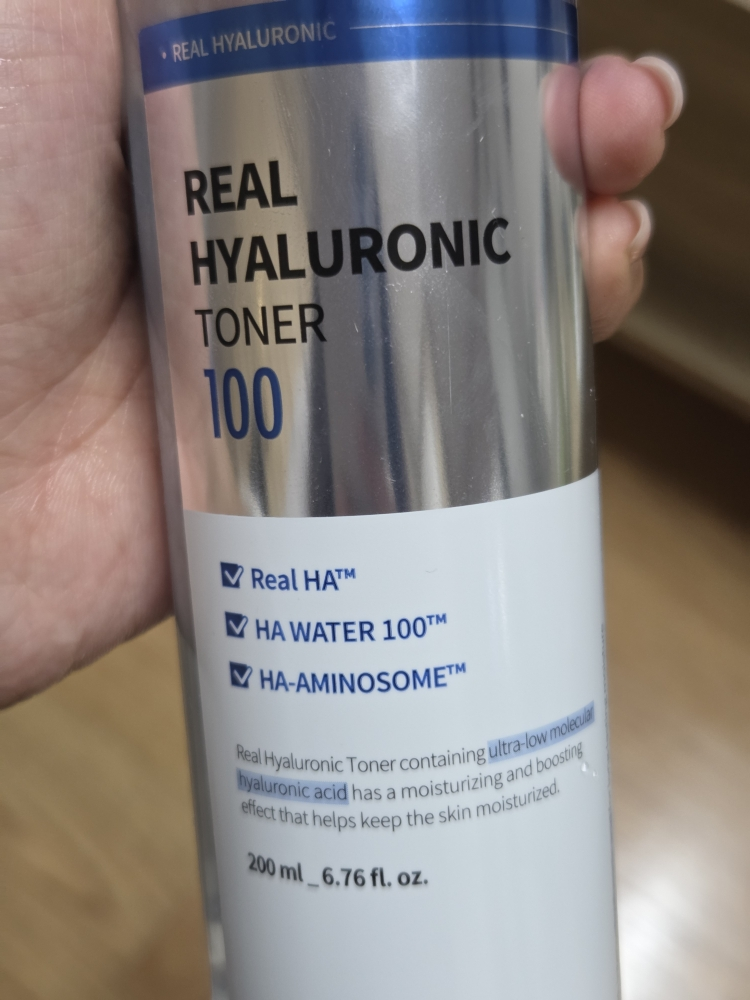 • REAL HYALURONIC
REAL
HYALURONIC
TONER
100
Real HA™
HA WATER 100™
HA-AMINOSOME™
Real Hyaluronic Toner containing ultra-low molecular
hyaluronic acid has a moisturizing and boosting
effect that helps keep the skin moisturized.
200 ml _ 6.76 fl. oz.